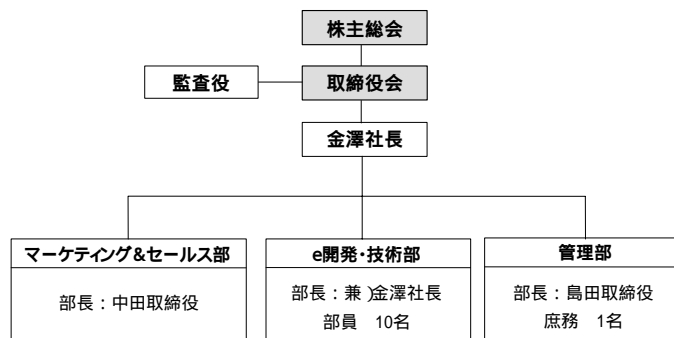 株主総会
監査役
取締役会
金澤社長
マーケティング&セールス部
部長：中田取締役
e開発・技術部
部長：兼）金澤社長
部員 10名
管理部
部長：島田取締役
庶務 1名